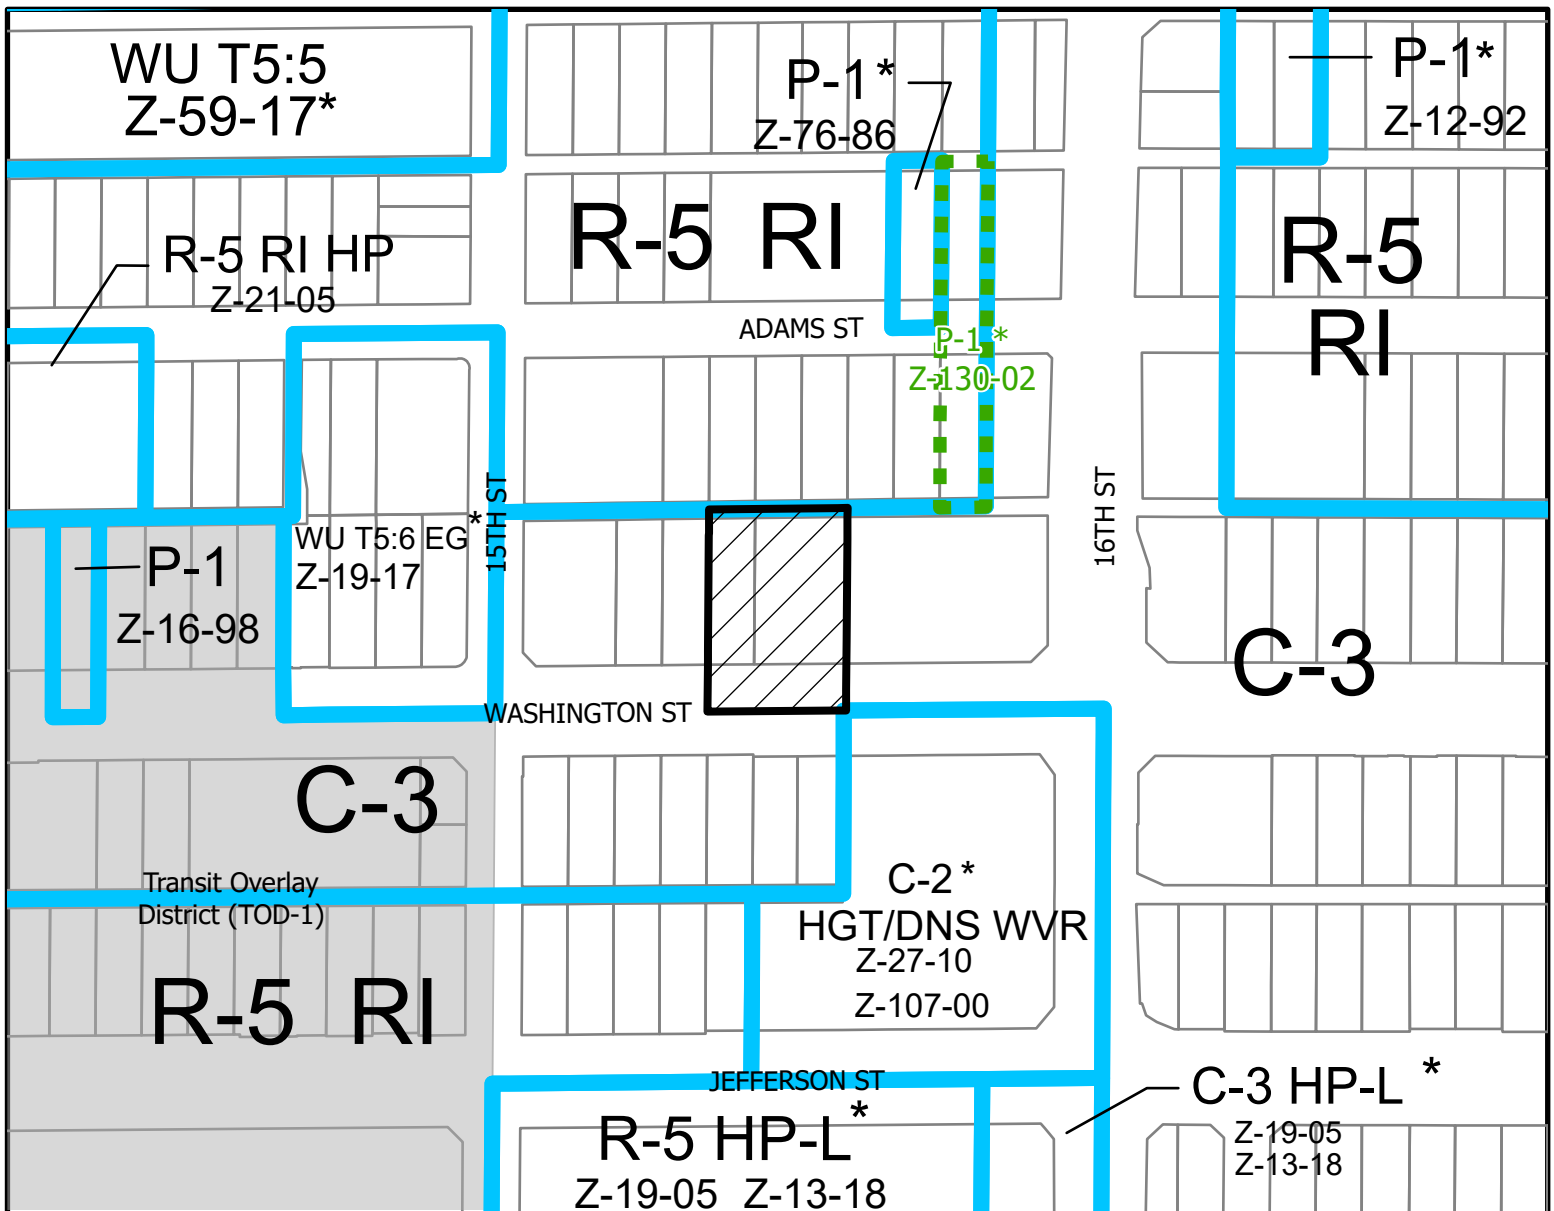 WU T5:5
Z-59-17*
P-1*
Z-76-86
P-1*
Z-12-92
R-5 RI HP
Z-21-05
R-5 RI
R-5
RI
ADAMS ST
P-1 *
Z-130-02
15TH ST
16TH ST
WU T5:6 EG*
Z-19-17
P-1
Z-16-98
C-3
WASHINGTON ST
C-3
Transit Overlay
District (TOD-1)
C-2*
HGT/DNS WVR
Z-27-10
Z-107-00
R-5 RI
JEFFERSON ST
C-3 HP-L *
Z-19-05
Z-13-18
R-5 HP-L*
Z-19-05 Z-13-18